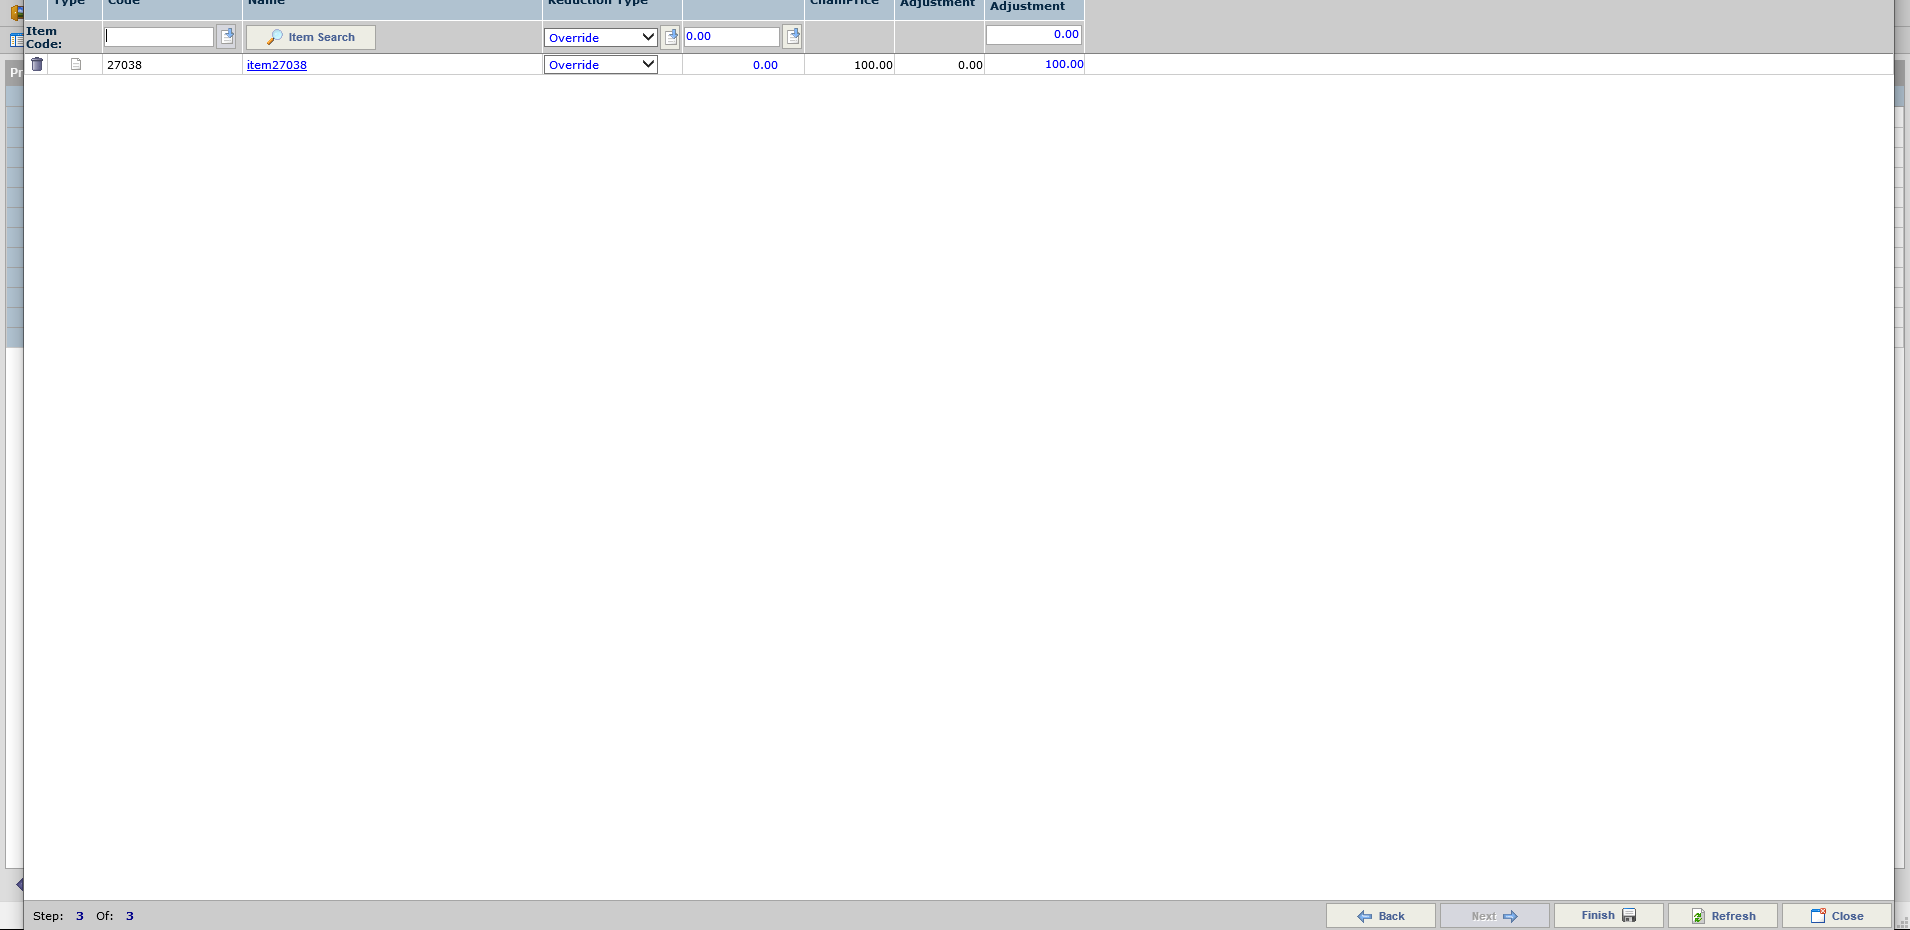 Type Code Name Reduction Type ChainPrice Adjustment Adjustment
Item Code: Item Search Override 0.00 0.00
27038 item27038 Override 0.00 100.00 0.00 100.00
Pr
Step: 3 Of: 3 Back Next Finish Refresh Close